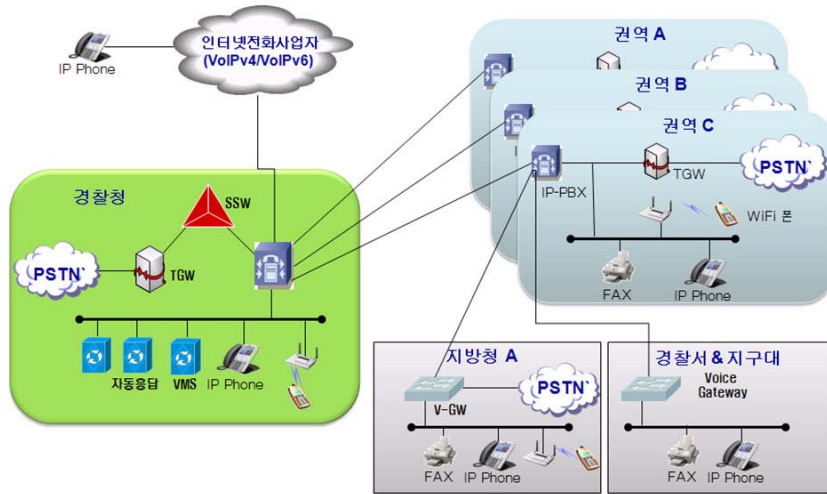 IP Phone
인터넷전화사업자
(VoIPv4/VoIPv6)
권역 A
권역 B
권역 C
IP-PBX
TGW
PSTN
WiFi 폰
FAX
IP Phone
경찰청
SSW
PSTN
TGW
자동응답
VMS
IP Phone
지방청 A
V-GW
PSTN
FAX
IP Phone
경찰서 & 지구대
Voice
Gateway
FAX
IP Phone